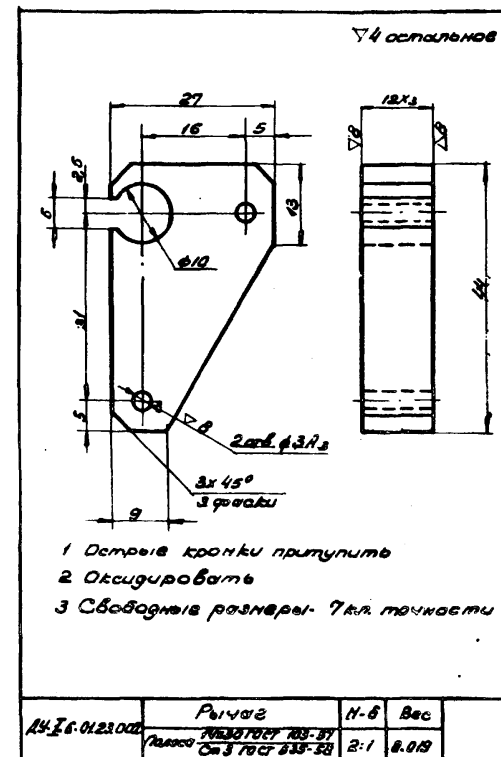 ▽4 остальное
27
12х₃
16
5
▽8
▽8
2,5
6
13
ф10
44
31
5
▽8
2 отв ф3А₃
3х45°
3 фаски
9
1 Острые кромки притупить
2 Оксидировать
3 Свободные размеры- 7 кл. точности
Рычаг
М-б
Вес
Полоса
Ст 3 ГОСТ 535-58
2:1